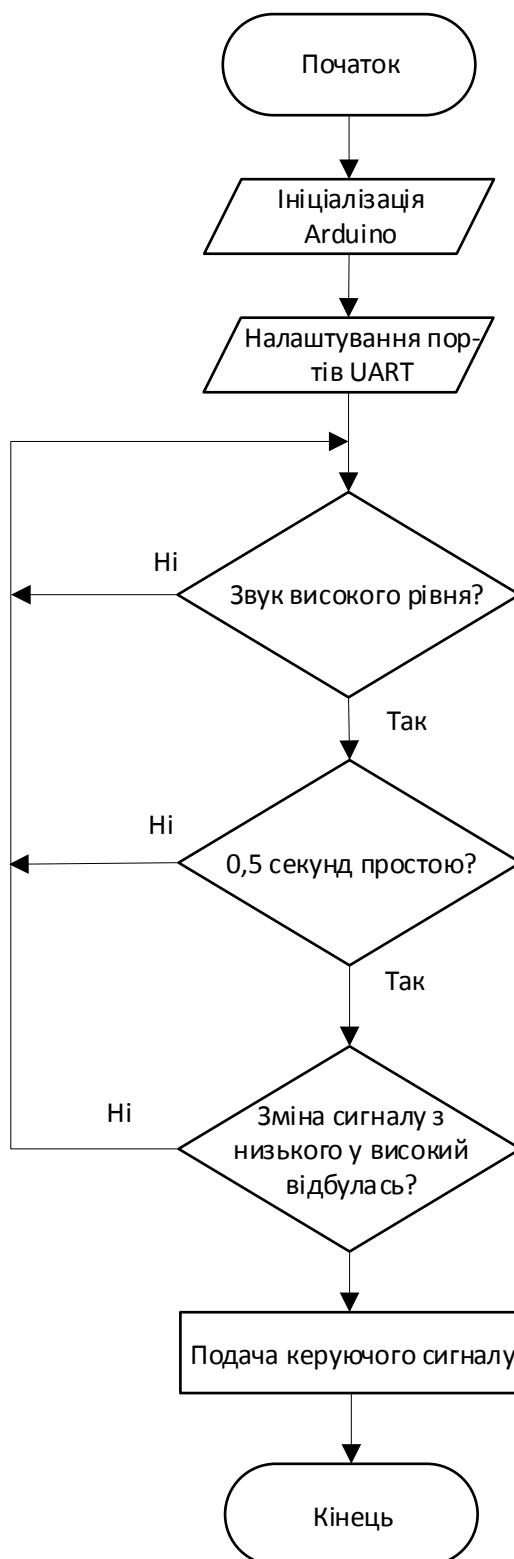 Початок
Ініціалізація
Arduino
Налаштування пор-
тів UART
Ні
Звук високого рівня?
Так
Ні
0,5 секунд простою?
Так
Ні
Зміна сигналу з
низького у високий
відбулась?
Подача керуючого сигналу
Кінець